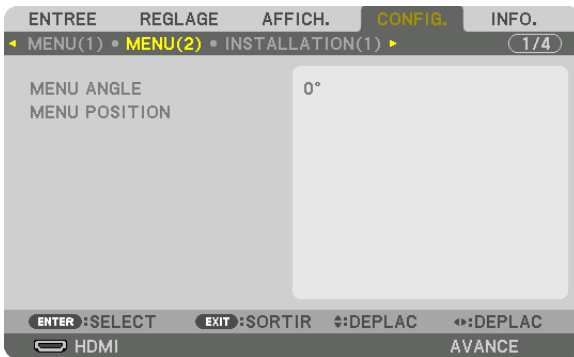 ENTREE REGLAGE AFFICH. CONFIG. INFO.
MENU(1) • MENU(2) • INSTALLATION(1) 1/4
MENU ANGLE 0°
MENU POSITION
ENTER :SELECT EXIT :SORTIR :DEPLAC :DEPLAC
HDMI AVANCE